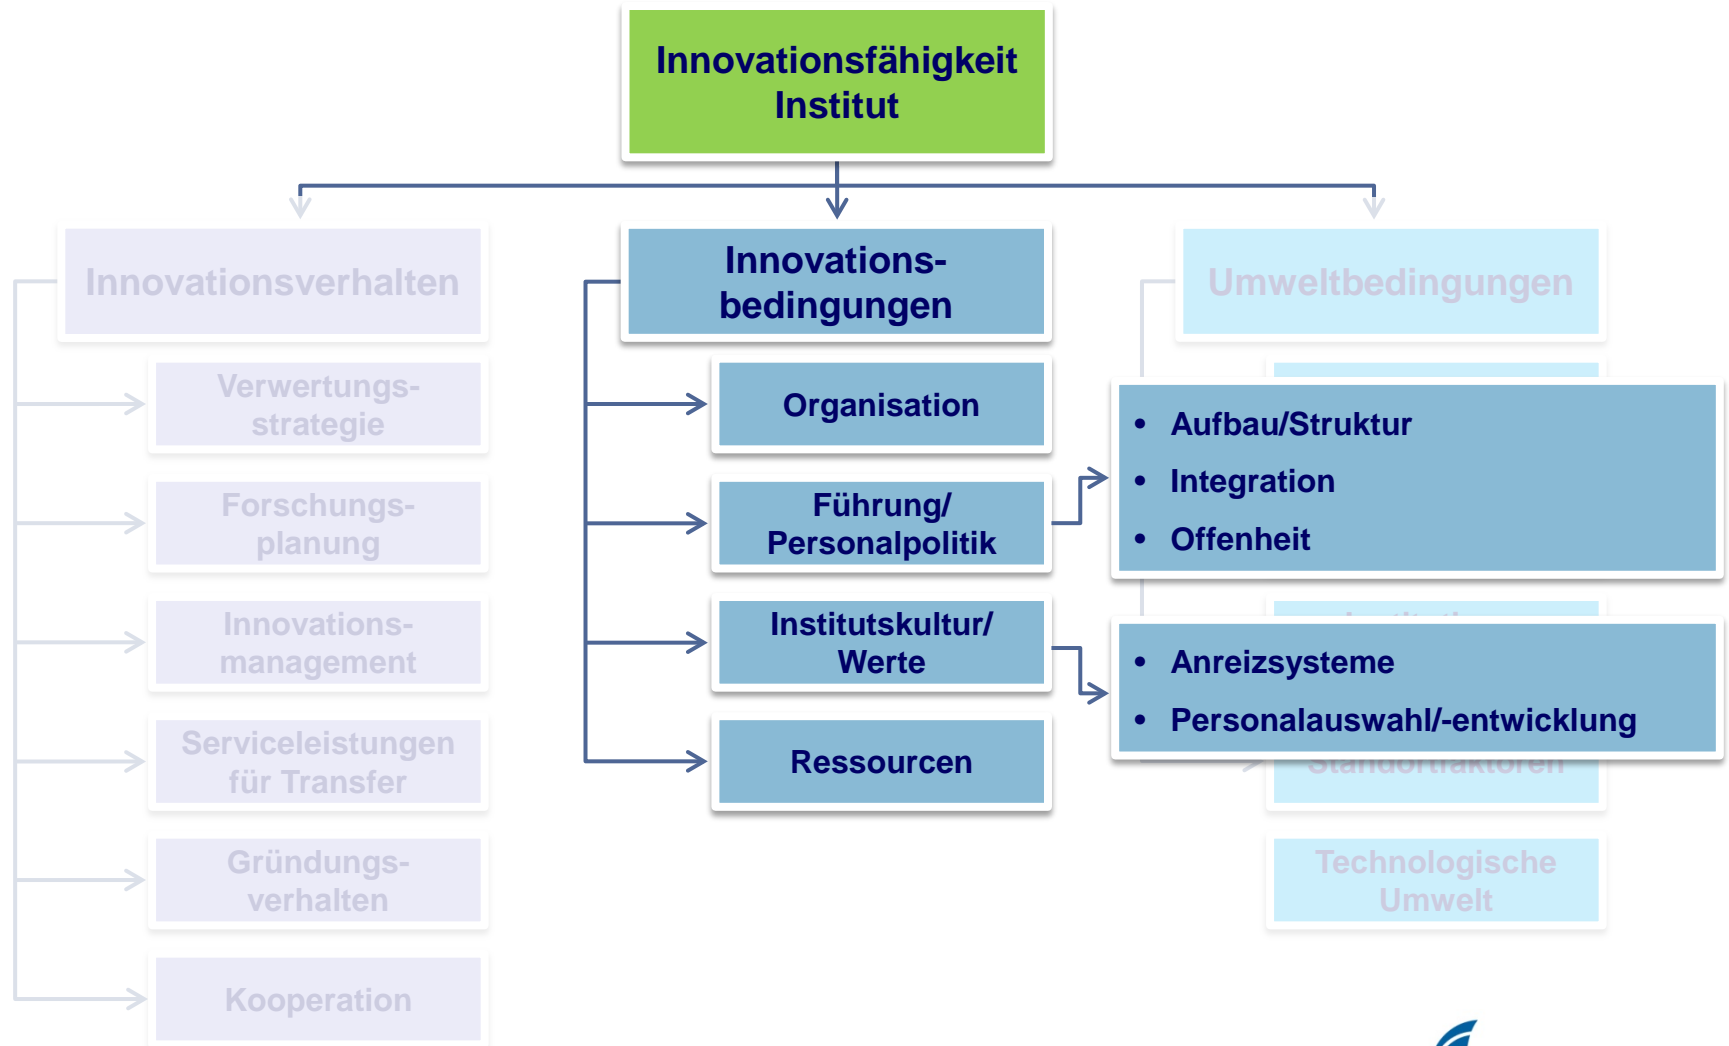 Innovationsfähigkeit
Institut
Innovationsverhalten
Verwertungs-
strategie
Forschungs-
planung
Innovations-
management
Serviceleistungen
für Transfer
Gründungs-
verhalten
Kooperation
Innovations-
bedingungen
Organisation
Führung/
Personalpolitik
Institutskultur/
Werte
Ressourcen
Umweltbedingungen
• Aufbau/Struktur
• Integration
• Offenheit
• Anreizsysteme
• Personalauswahl/-entwicklung
Standortfaktoren
Technologische
Umwelt